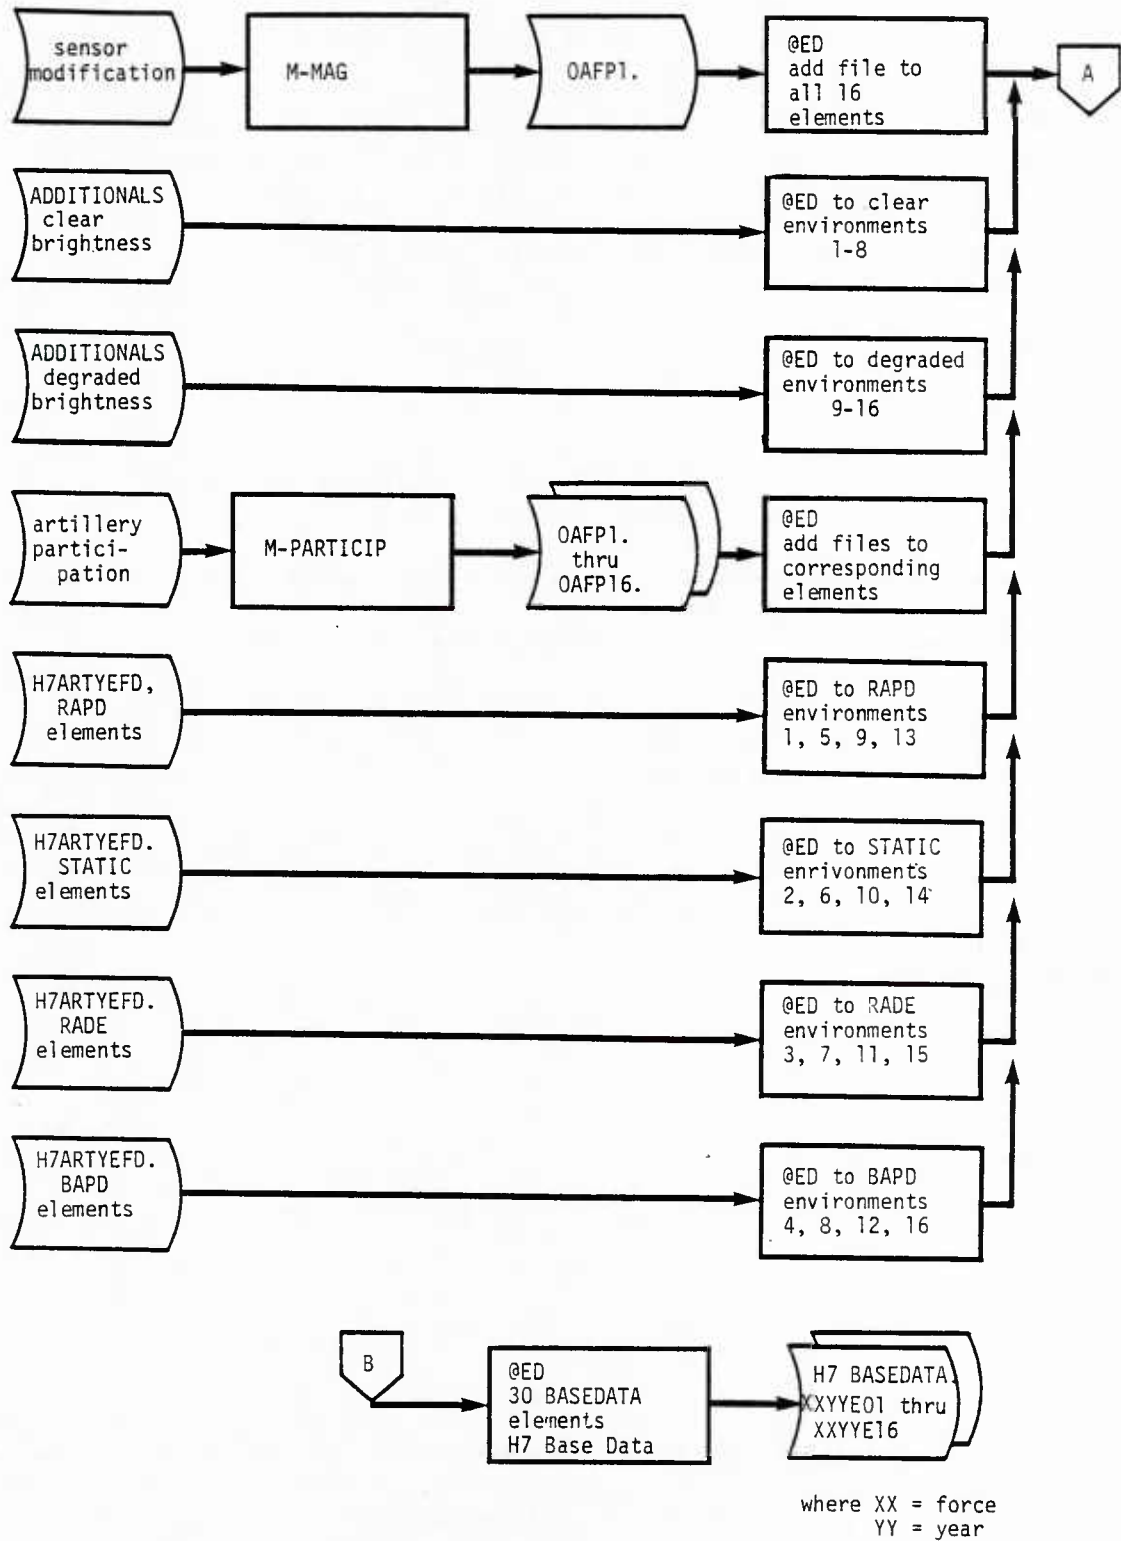 sensor
modification
M-MAG
OAFP1.
@ED
add file to
all 16
elements
A
ADDITIONALS
clear
brightness
@ED to clear
environments
1-8
ADDITIONALS
degraded
brightness
@ED to degraded
environments
9-16
artillery
partici-
pation
M-PARTICIP
OAFP1.
thru
OAFP16.
@ED
add files to
corresponding
elements
H7ARTYEFD,
RAPD
elements
@ED to RAPD
environments
1, 5, 9, 13
H7ARTYEFD.
STATIC
elements
@ED to STATIC
enrivonments
2, 6, 10, 14
H7ARTYEFD.
RADE
elements
@ED to RADE
environments
3, 7, 11, 15
H7ARTYEFD.
BAPD
elements
@ED to BAPD
environments
4, 8, 12, 16
B
@ED
30 BASEDATA
elements
H7 Base Data
H7 BASEDATA.
XXYYE01 thru
XXYYE16
where XX = force
YY = year